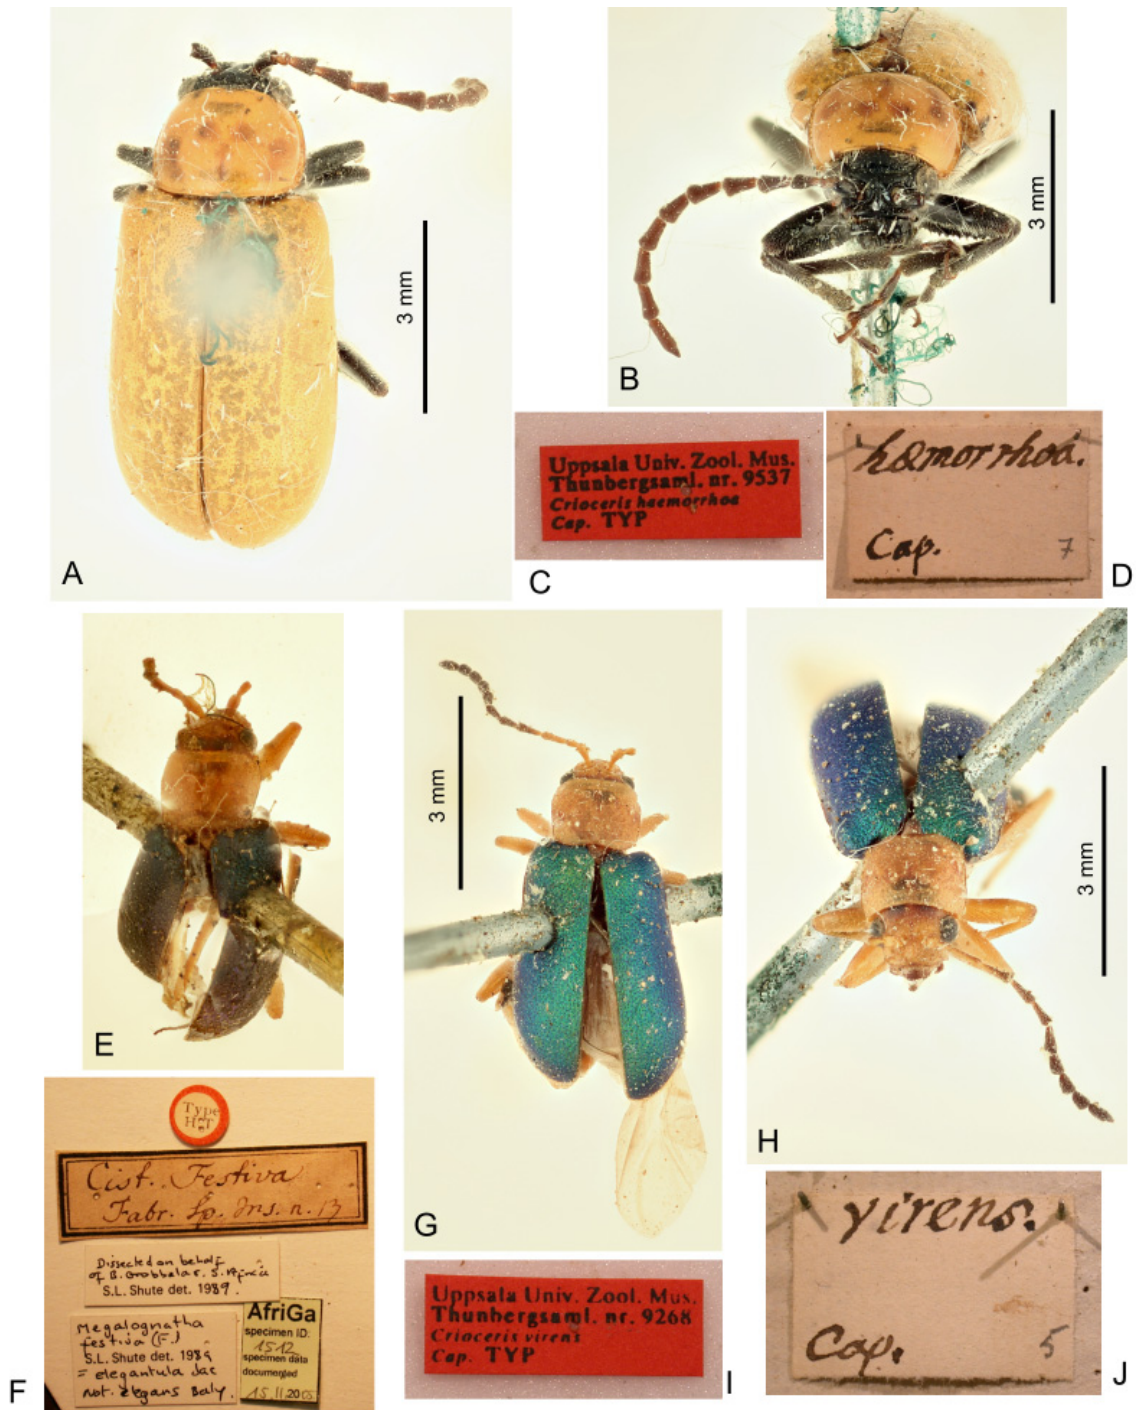 3 mm
A
3 mm
B
Uppsala Univ. Zool. Mus.
Thunbergsaml. nr. 9537
Crioceris haemorrhoa
Cap. TYP
C
hæmorrhoa.
Cap.
7
D
E
3 mm
G
3 mm
H
Type
H.T.
Cist. Festiva
Fabr. Sp. Ins. n. 13
Dissected on behalf
of B. Grobbelar. S. Africa
S.L. Shute det. 1989.
Megalognatha
festiva (F.)
S.L. Shute det. 1989
= elegantula Jac
Not. elegans Baly.
AfriGa
specimen ID:
1512
specimen data
documented
15.II.2005
F
Uppsala Univ. Zool. Mus.
Thunbergsaml. nr. 9268
Crioceris virens
Cap. TYP
I
virens.
Cap.
5
J